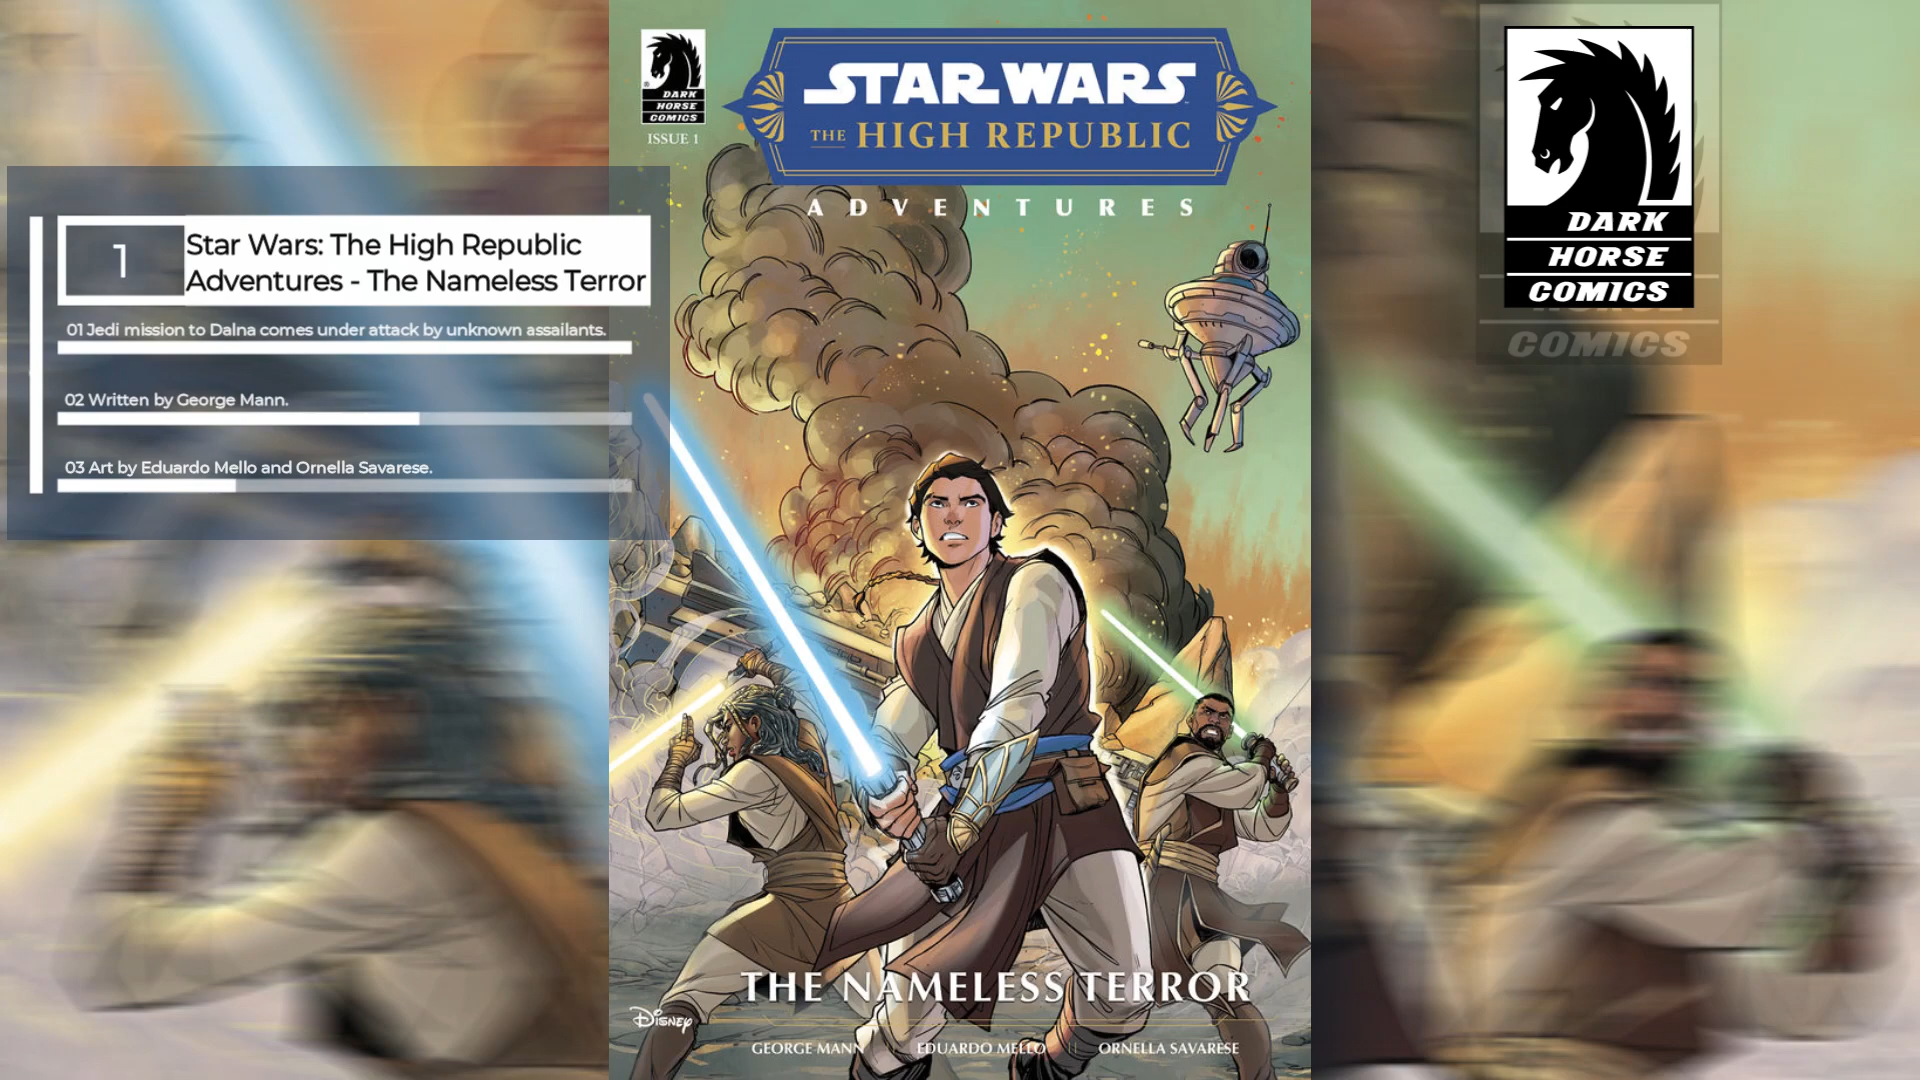 1
Star Wars: The High Republic
Adventures - The Nameless Terror
01 Jedi mission to Dalna comes under attack by unknown assailants.
02 Written by George Mann.
03 Art by Eduardo Mello and Ornella Savarese.
DARK
HORSE
COMICS
ISSUE 1
STAR WARS
THE HIGH REPUBLIC
ADVENTURES
THE NAMELESS TERROR
Disney
GEORGE MANN EDUARDO MELLO || ORNELLA SAVARESE
DARK
HORSE
COMICS
HORSE
COMICS